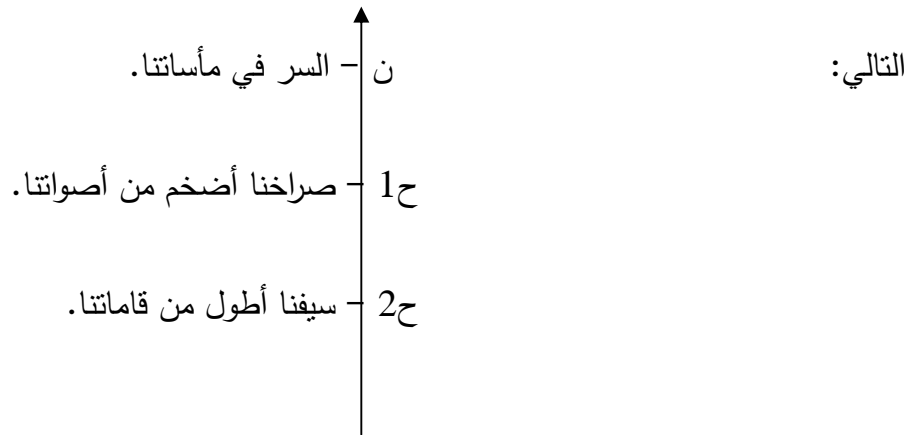 التالي:
ن – السر في مأساتنا.
ح1 – صراخنا أضخم من أصواتنا.
ح2 – سيفنا أطول من قاماتنا.